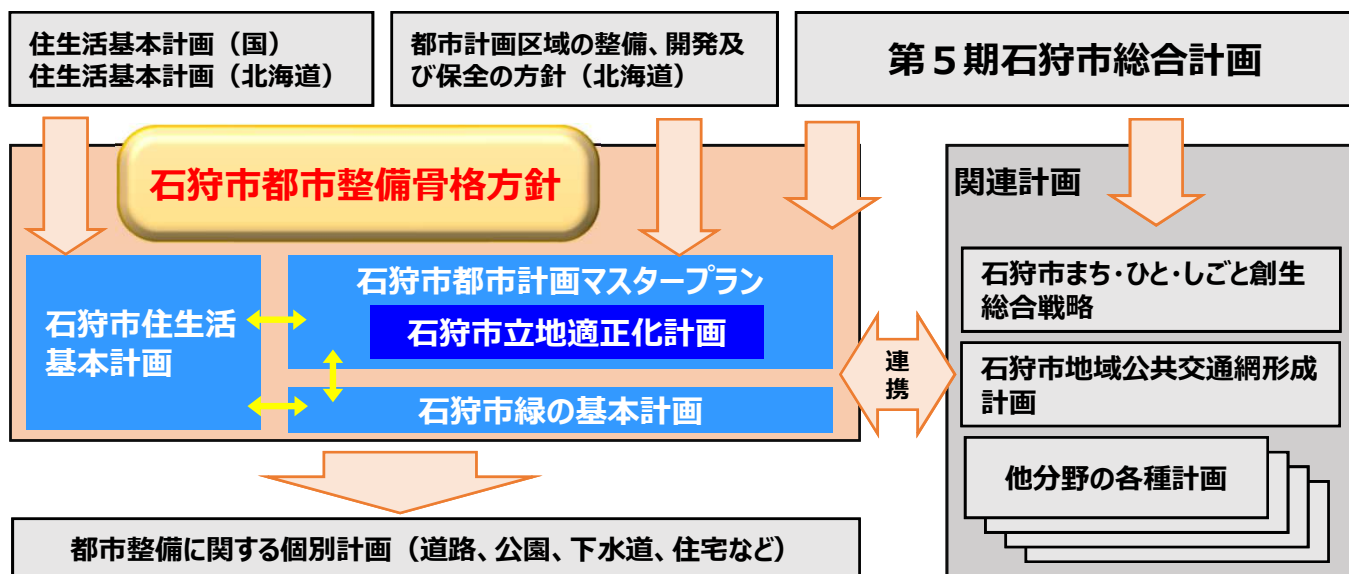 住生活基本計画（国）
住生活基本計画（北海道）
都市計画区域の整備、開発及
び保全の方針（北海道）
第５期石狩市総合計画
石狩市都市整備骨格方針
石狩市住生活
基本計画
石狩市都市計画マスタープラン
石狩市立地適正化計画
石狩市緑の基本計画
連
携
関連計画
石狩市まち・ひと・しごと創生
総合戦略
石狩市地域公共交通網形成
計画
他分野の各種計画
都市整備に関する個別計画（道路、公園、下水道、住宅など）